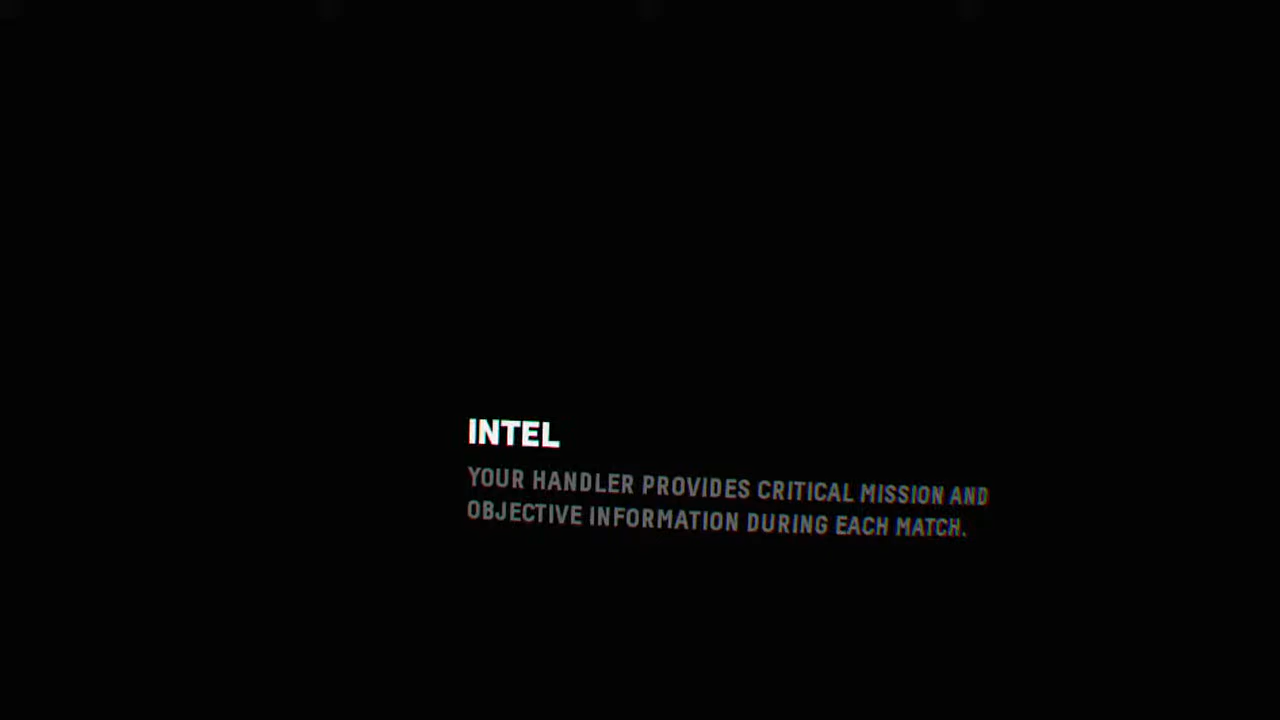 INTEL
YOUR HANDLER PROVIDES CRITICAL MISSION AND
OBJECTIVE INFORMATION DURING EACH MATCH.